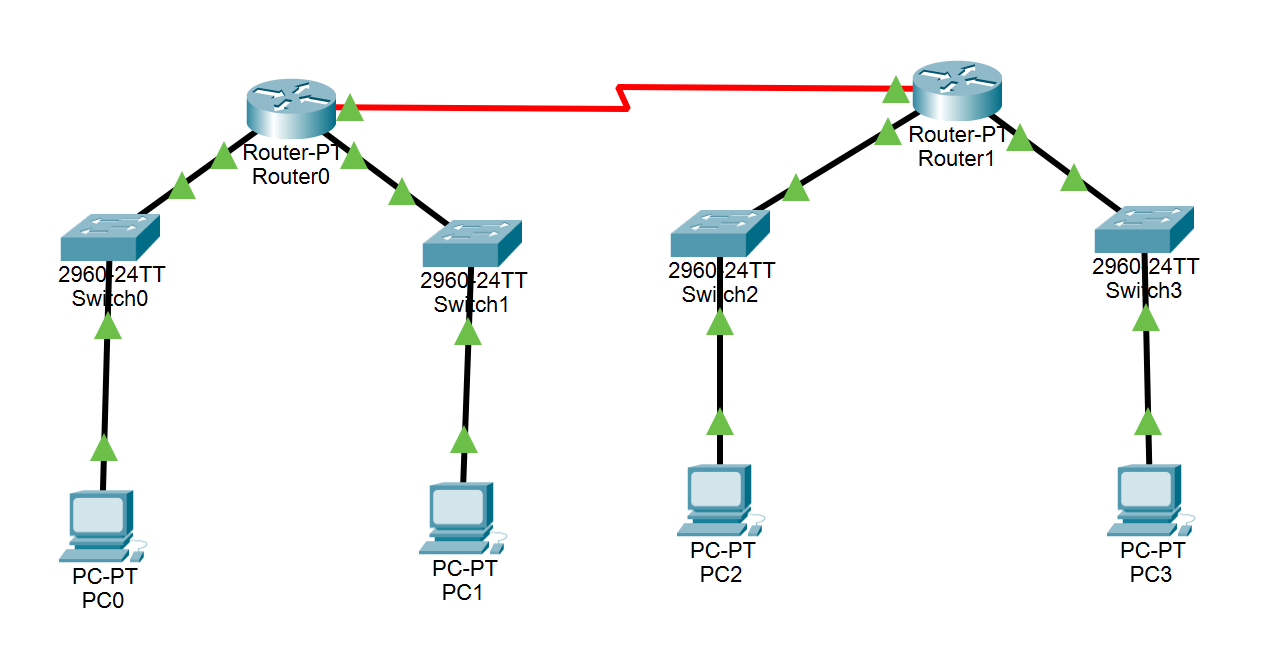 Router-PT
Router0
Router-PT
Router1
2960-24TT
Switch0
2960-24TT
Switch1
2960-24TT
Switch2
2960-24TT
Switch3
PC-PT
PC0
PC-PT
PC1
PC-PT
PC2
PC-PT
PC3